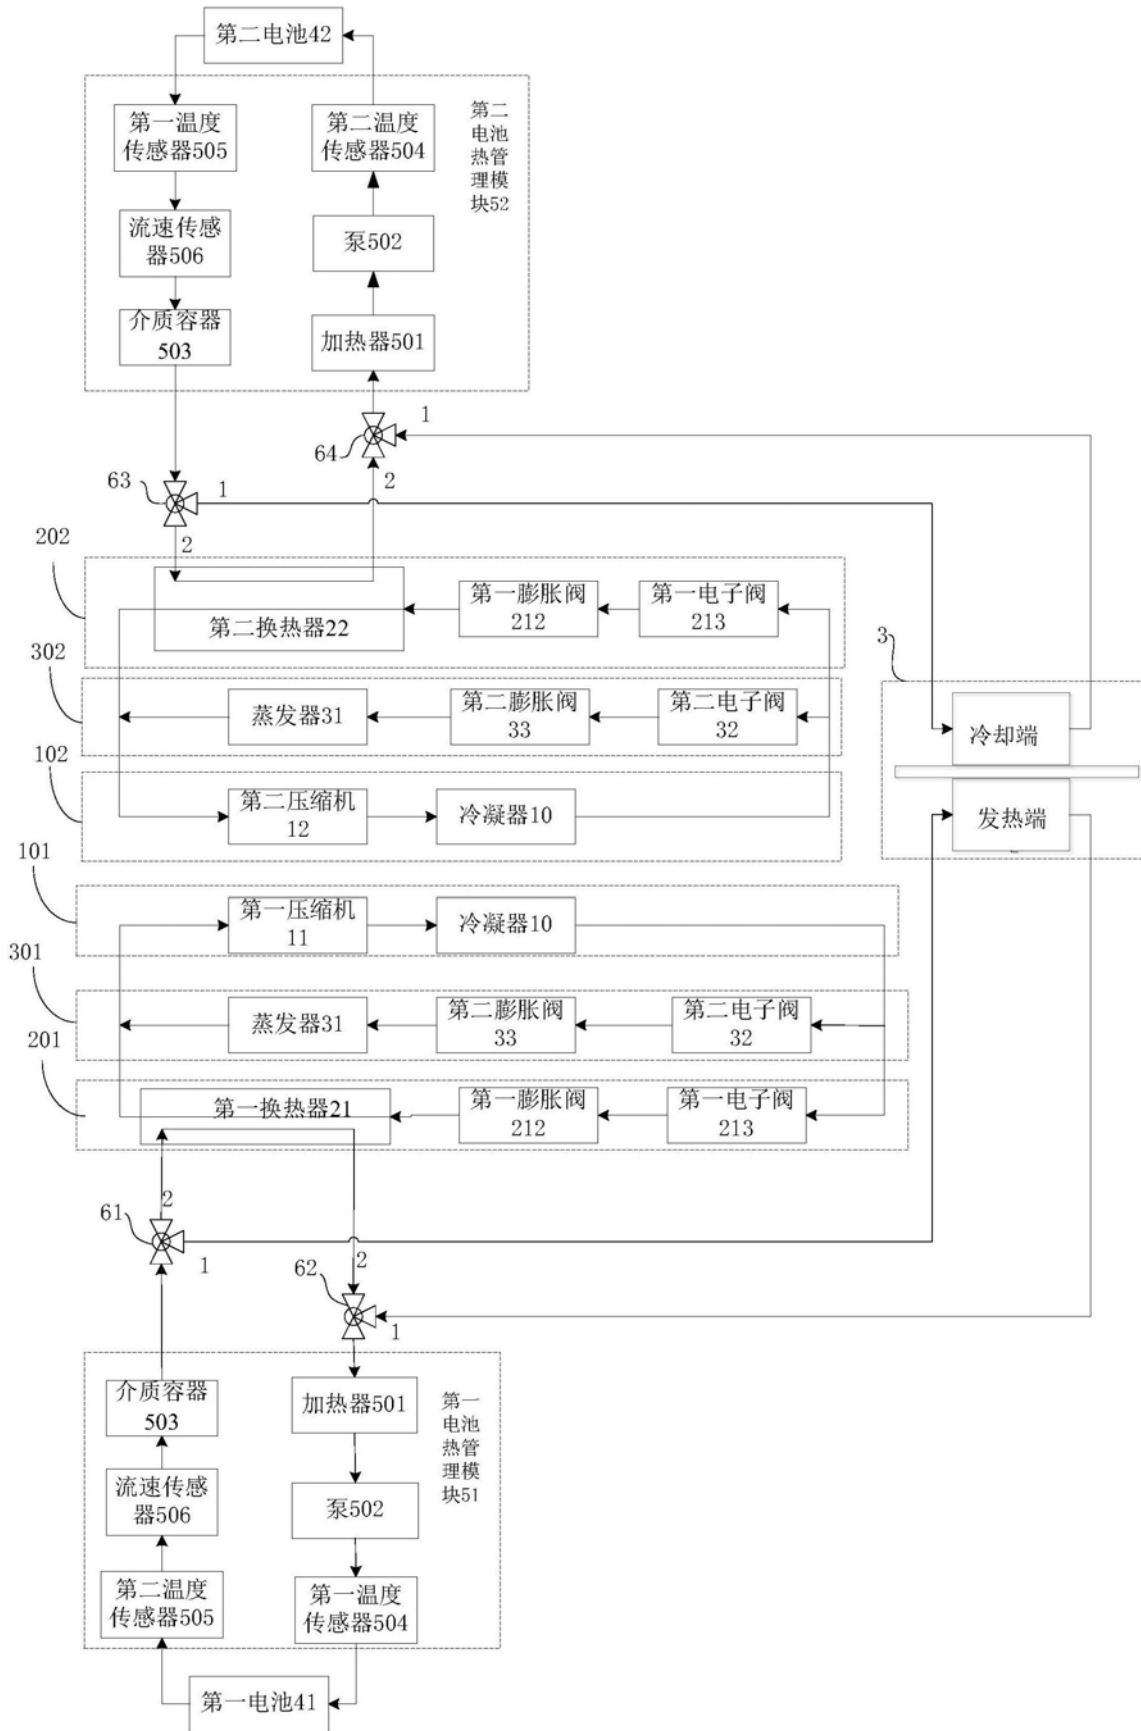 第二电池42
第一温度
传感器505
第二温度
传感器504
第二
电池
热管
理模
块52
流速传感
器506
泵502
介质容器
503
加热器501
1
64
2
63
1
2
202
第二换热器22
第一膨胀阀
212
第一电子阀
213
302
蒸发器31
第二膨胀阀
33
第二电子阀
32
3
冷却端
发热端
102
第二压缩机
12
冷凝器10
101
第一压缩机
11
冷凝器10
301
蒸发器31
第二膨胀阀
33
第二电子阀
32
201
第一换热器21
第一膨胀阀
212
第一电子阀
213
2
61
1
62
2
1
介质容器
503
加热器501
第一
电池
热管
理模
块51
流速传感
器506
泵502
第二温度
传感器505
第一温度
传感器504
第一电池41